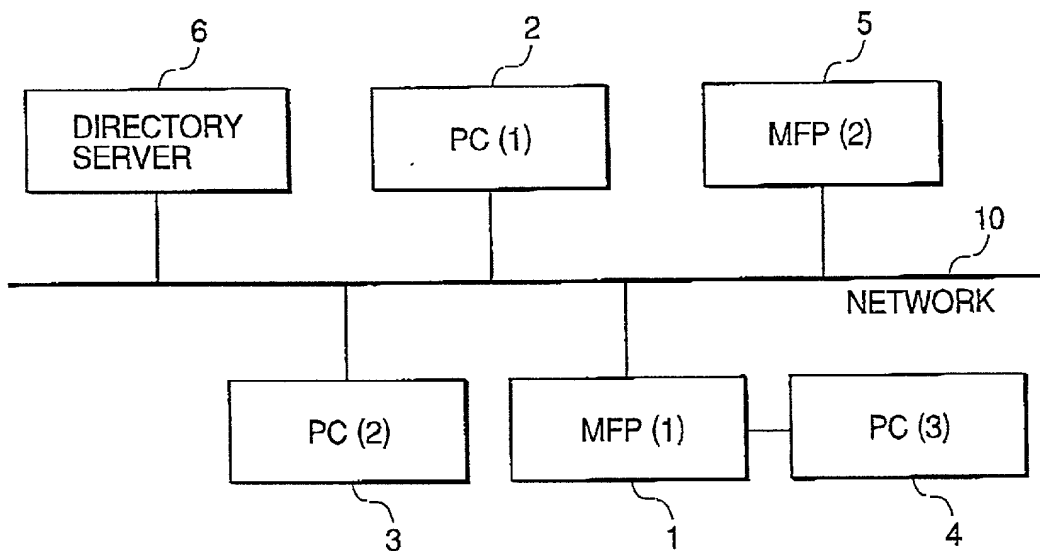 6
2
5
DIRECTORY
SERVER
PC (1)
MFP (2)
10
NETWORK
PC (2)
MFP (1)
PC (3)
3
1
4